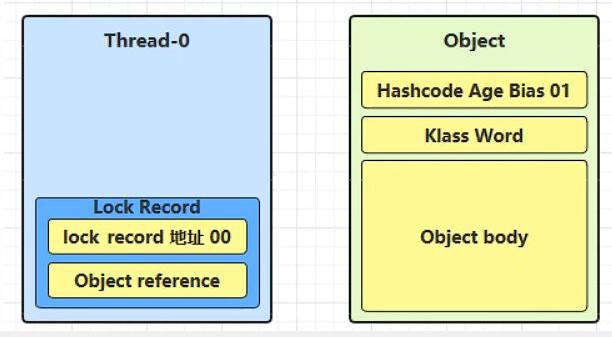 Thread-0
Lock Record
lock record 地址 00
Object reference
Object
Hashcode Age Bias 01
Klass Word
Object body